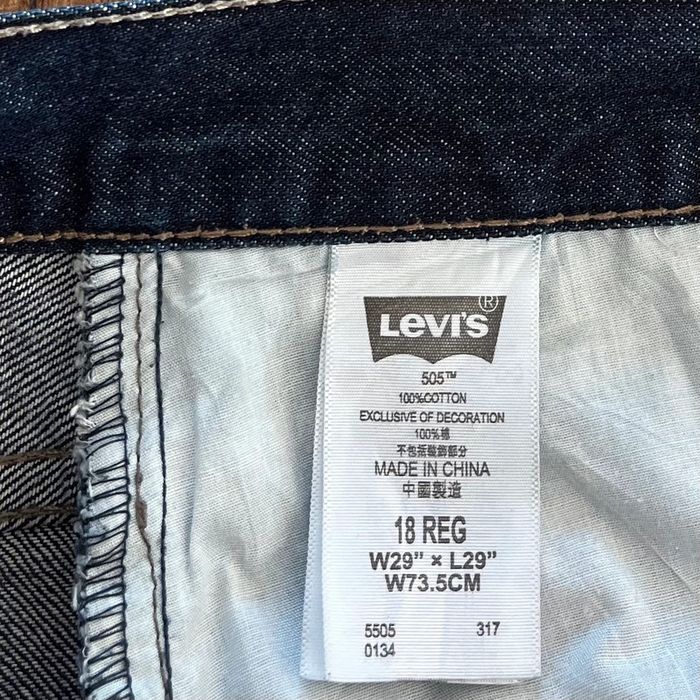 Levi's®
505™
100%COTTON
EXCLUSIVE OF DECORATION
100%棉
不包括裝飾部分
MADE IN CHINA
中國製造
18 REG
W29" × L29"
W73.5CM
5505 317
0134